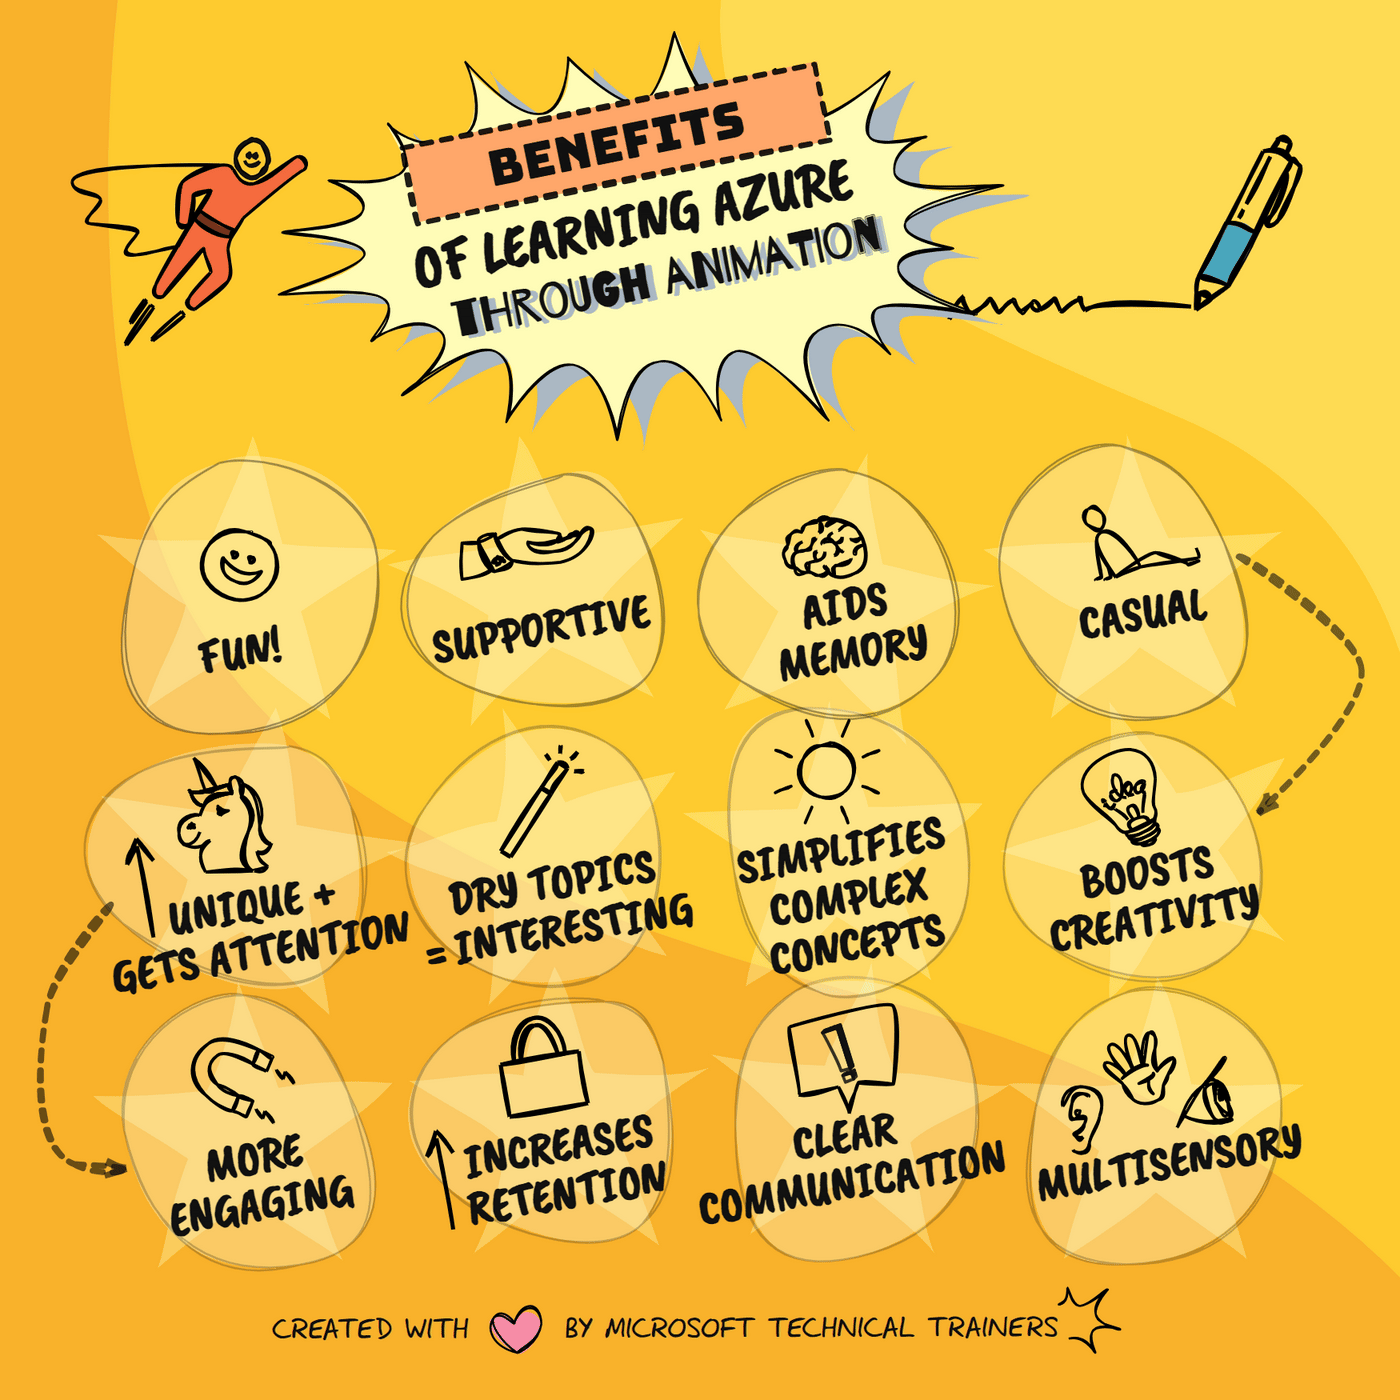 BENEFITS
OF LEARNING AZURE
THROUGH ANIMATION
FUN!
SUPPORTIVE
AIDS
MEMORY
CASUAL
UNIQUE +
GETS ATTENTION
DRY TOPICS
= INTERESTING
SIMPLIFIES
COMPLEX
CONCEPTS
idea
BOOSTS
CREATIVITY
MORE
ENGAGING
INCREASES
RETENTION
!
CLEAR
COMMUNICATION
MULTISENSORY
CREATED WITH BY MICROSOFT TECHNICAL TRAINERS